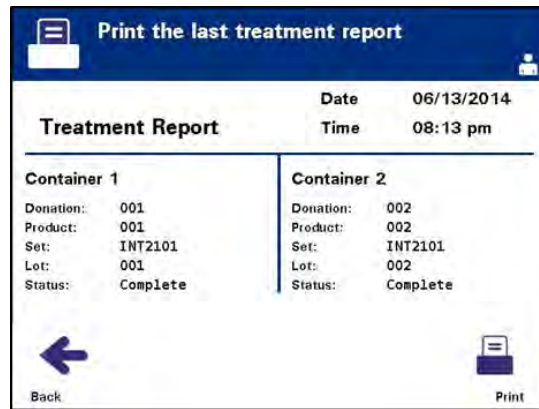 Print the last treatment report
Date 06/13/2014
Treatment Report Time 08:13 pm
Container 1
Donation: 001
Product: 001
Set: INT2101
Lot: 001
Status: Complete
Container 2
Donation: 002
Product: 002
Set: INT2101
Lot: 002
Status: Complete
Back
Print